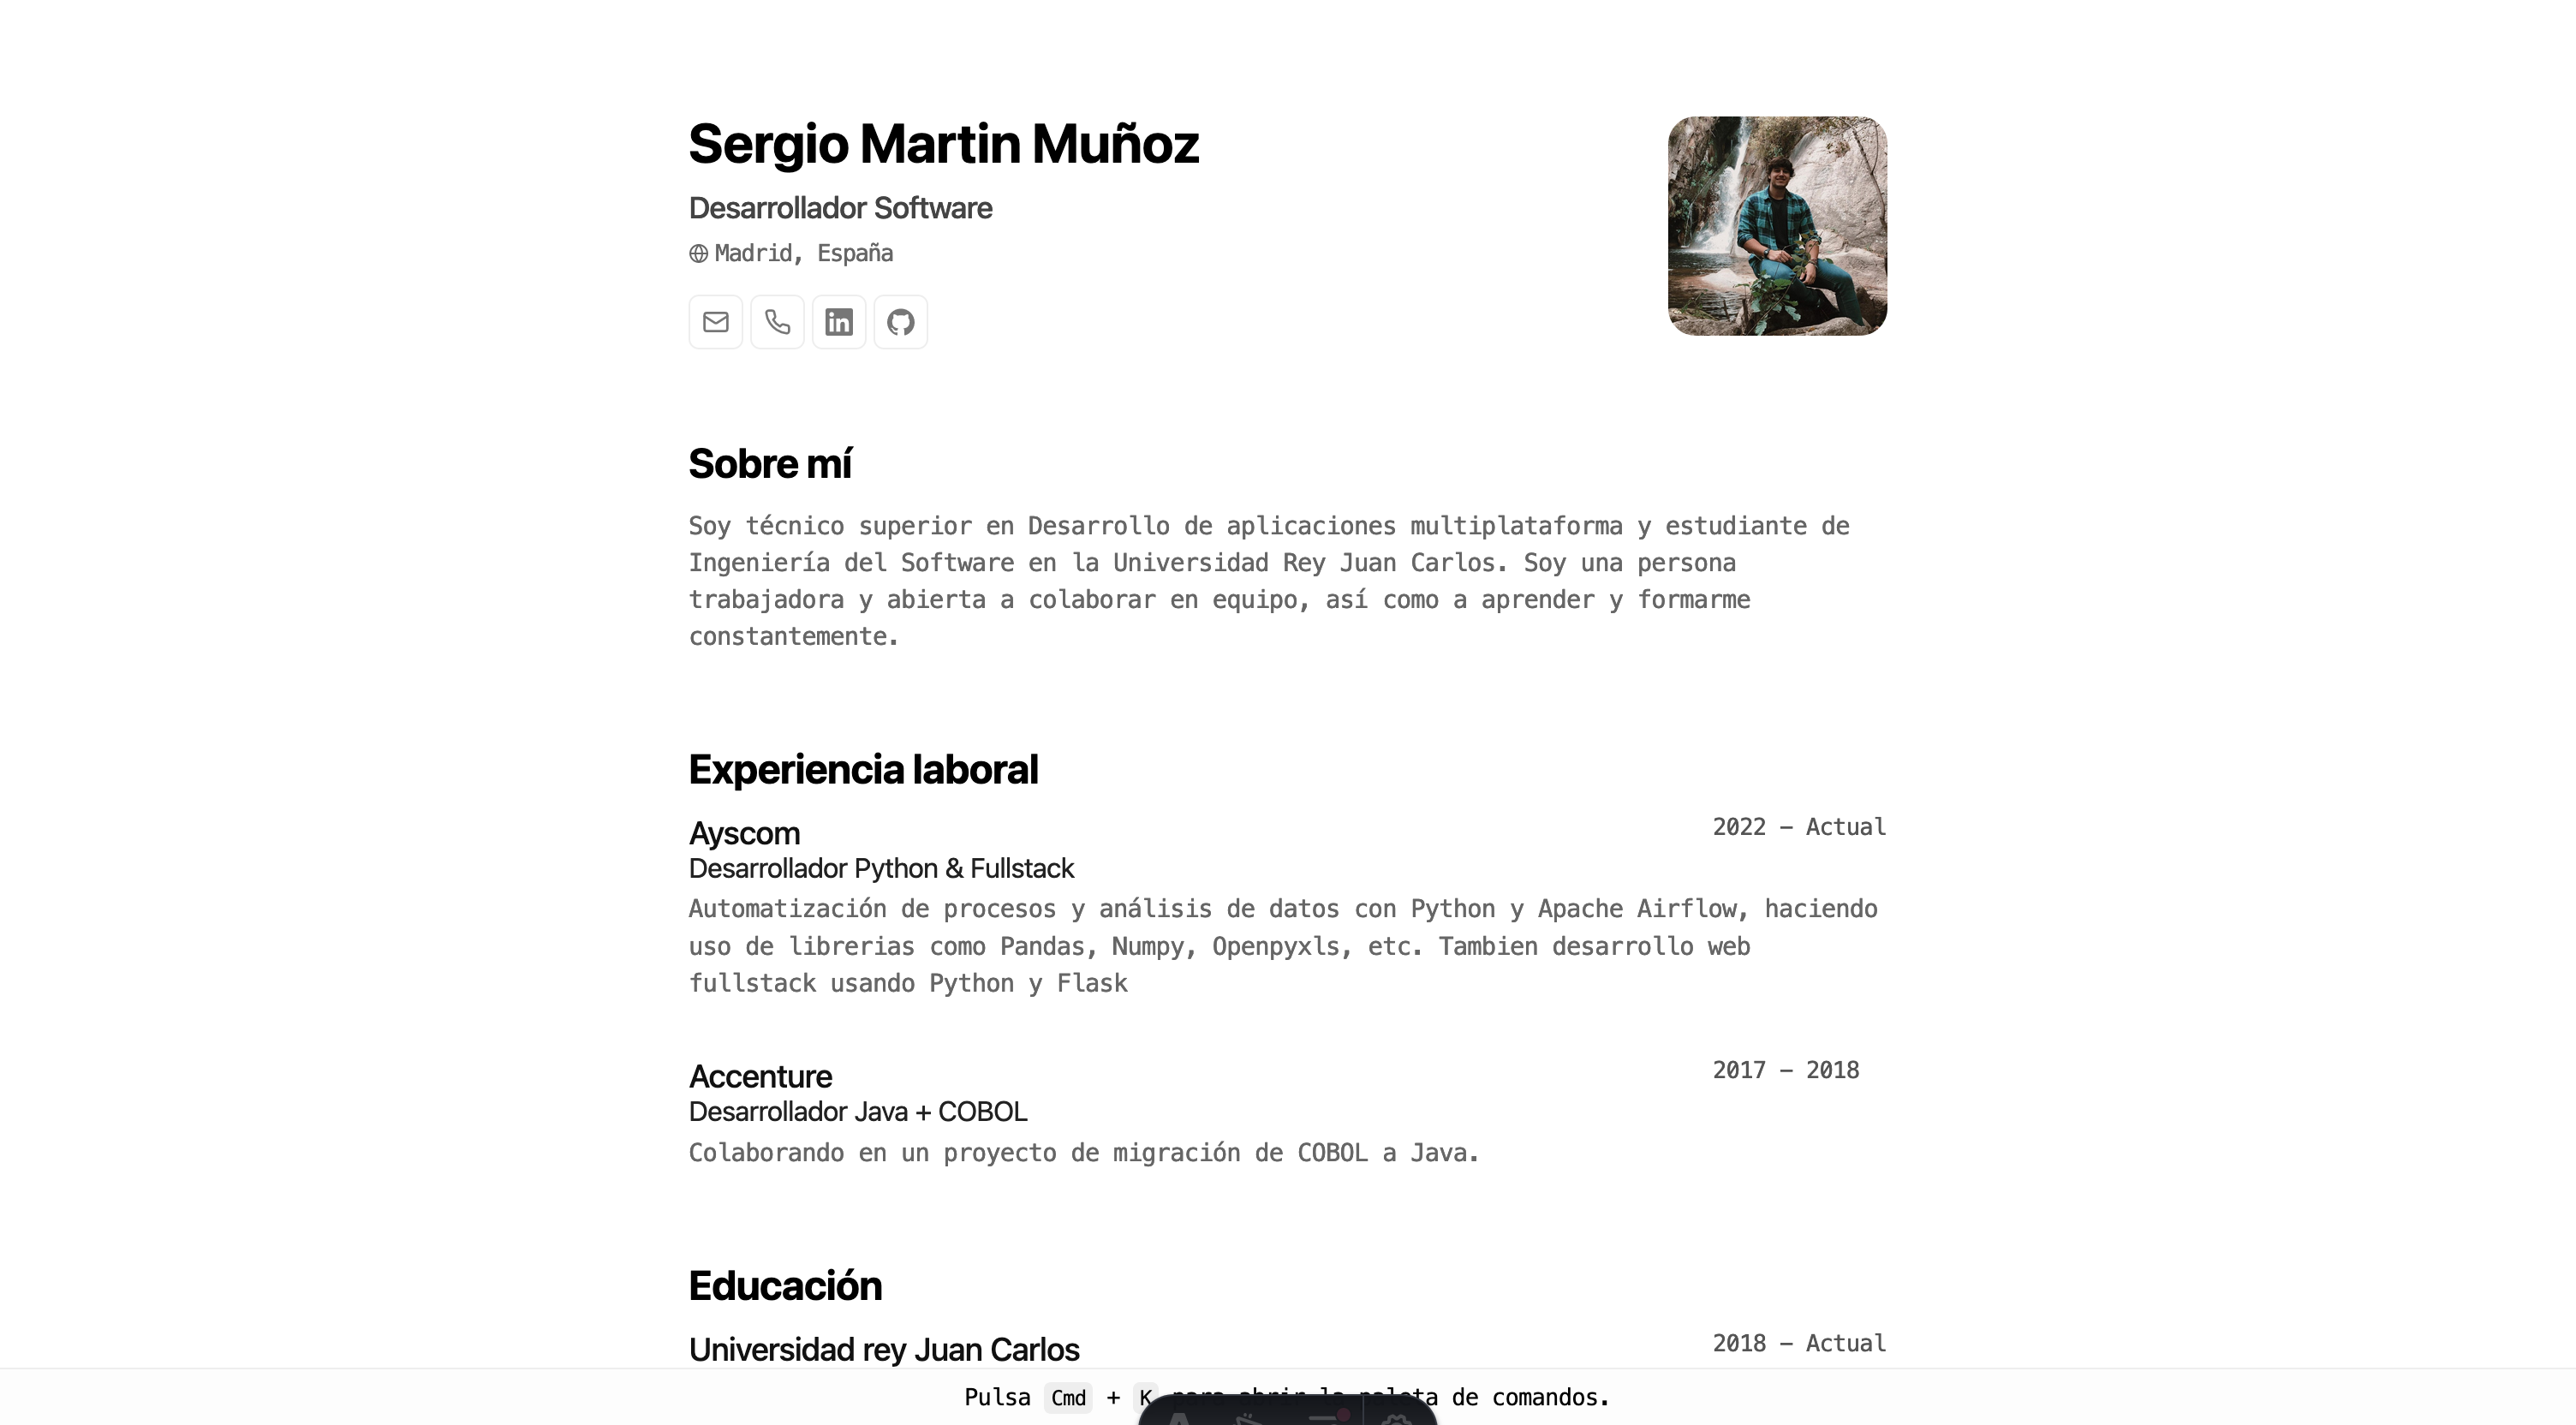 Sergio Martin Muñoz
Desarrollador Software
Madrid, España
in
Sobre mí
Soy técnico superior en Desarrollo de aplicaciones multiplataforma y estudiante de
Ingeniería del Software en la Universidad Rey Juan Carlos. Soy una persona
trabajadora y abierta a colaborar en equipo, así como a aprender y formarme
constantemente.
Experiencia laboral
Ayscom
2022 – Actual
Desarrollador Python & Fullstack
Automatización de procesos y análisis de datos con Python y Apache Airflow, haciendo
uso de librerias como Pandas, Numpy, Openpyxls, etc. Tambien desarrollo web
fullstack usando Python y Flask
Accenture
2017 – 2018
Desarrollador Java + COBOL
Colaborando en un proyecto de migración de COBOL a Java.
Educación
Universidad rey Juan Carlos
2018 – Actual
Pulsa Cmd + K para abrir la paleta de comandos.